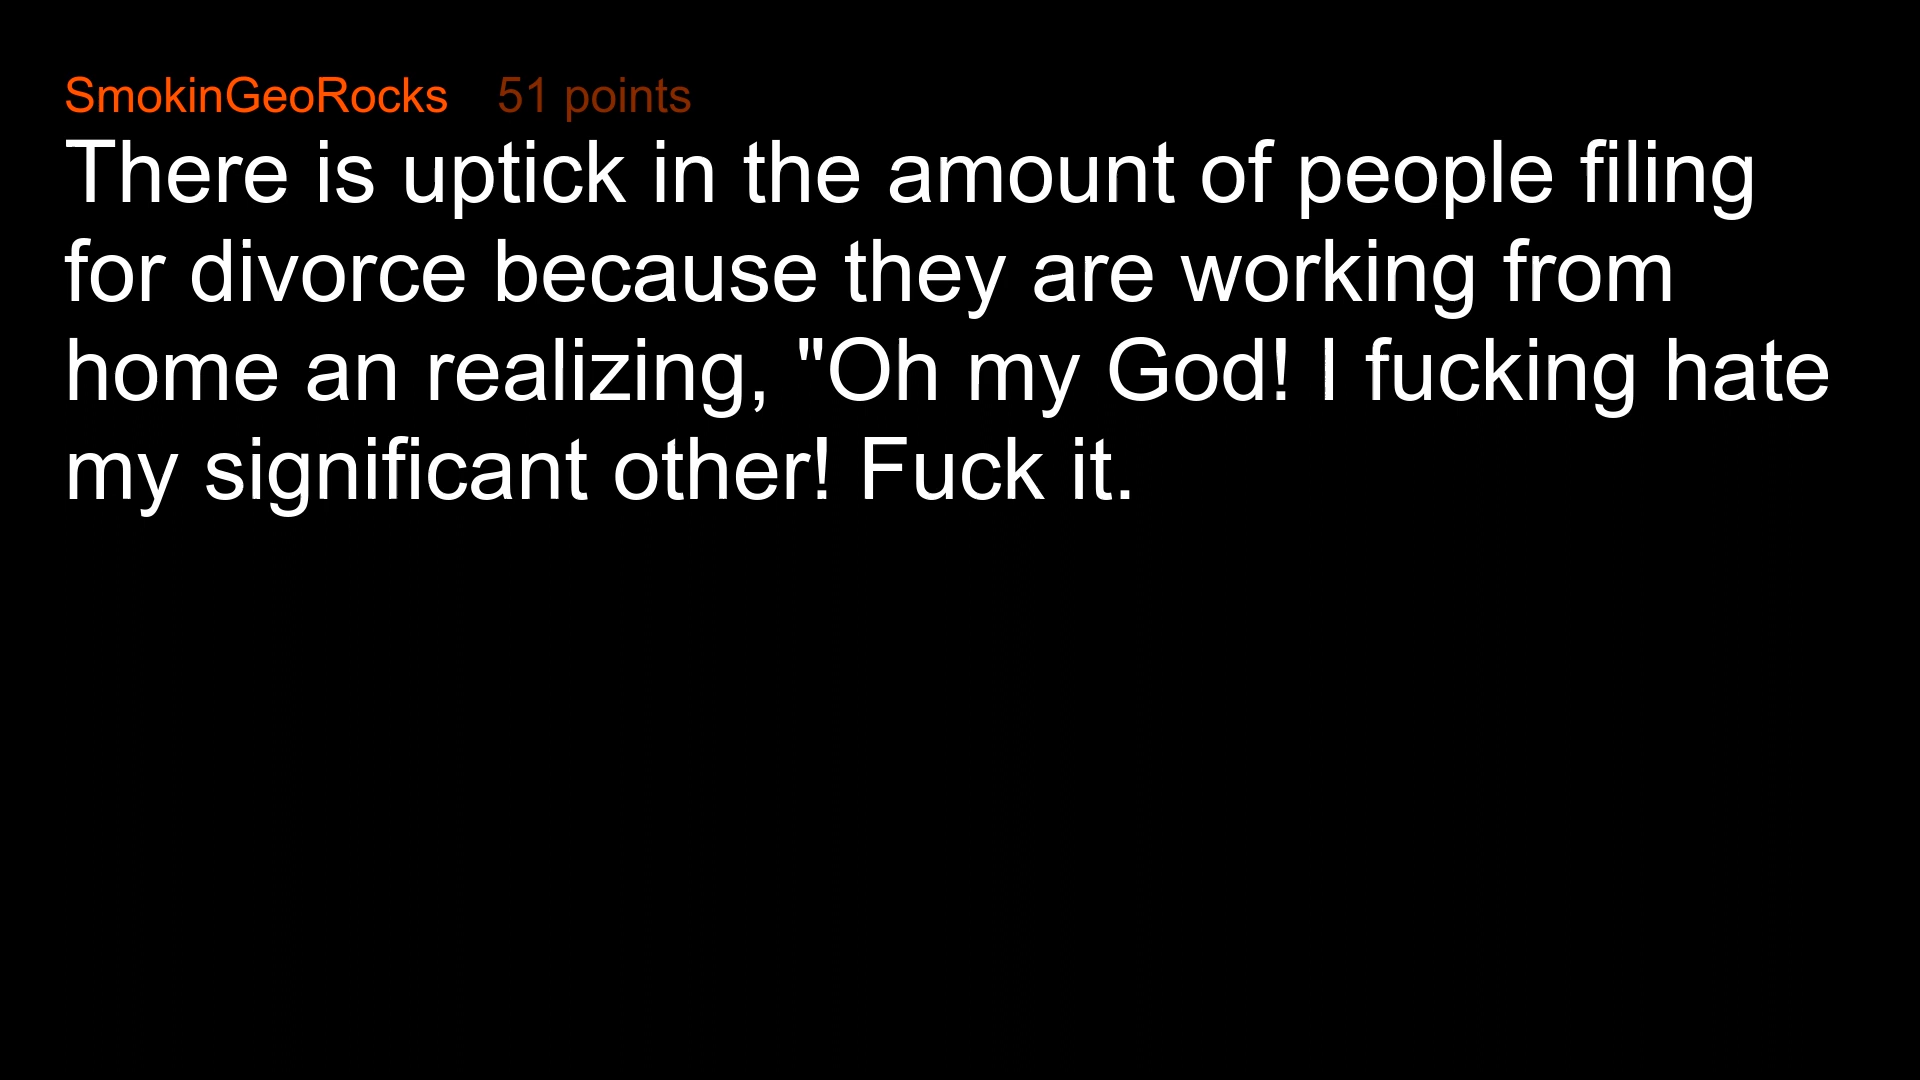 SmokinGeoRocks 51 points
There is uptick in the amount of people filing
for divorce because they are working from
home an realizing, "Oh my God! I fucking hate
my significant other! Fuck it.